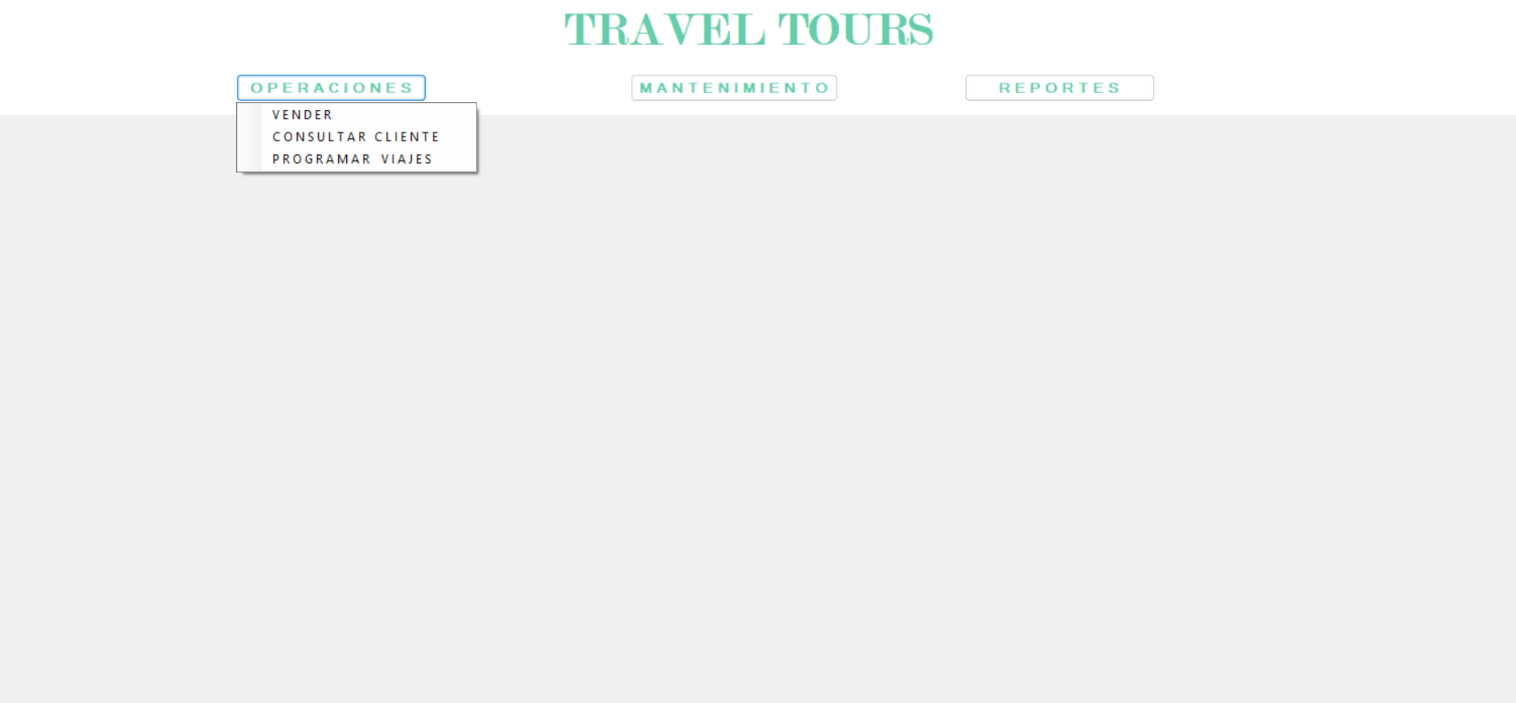 TRAVEL TOURS
OPERACIONES
MANTENIMIENTO
REPORTES
VENDER
CONSULTAR CLIENTE
PROGRAMAR VIAJES